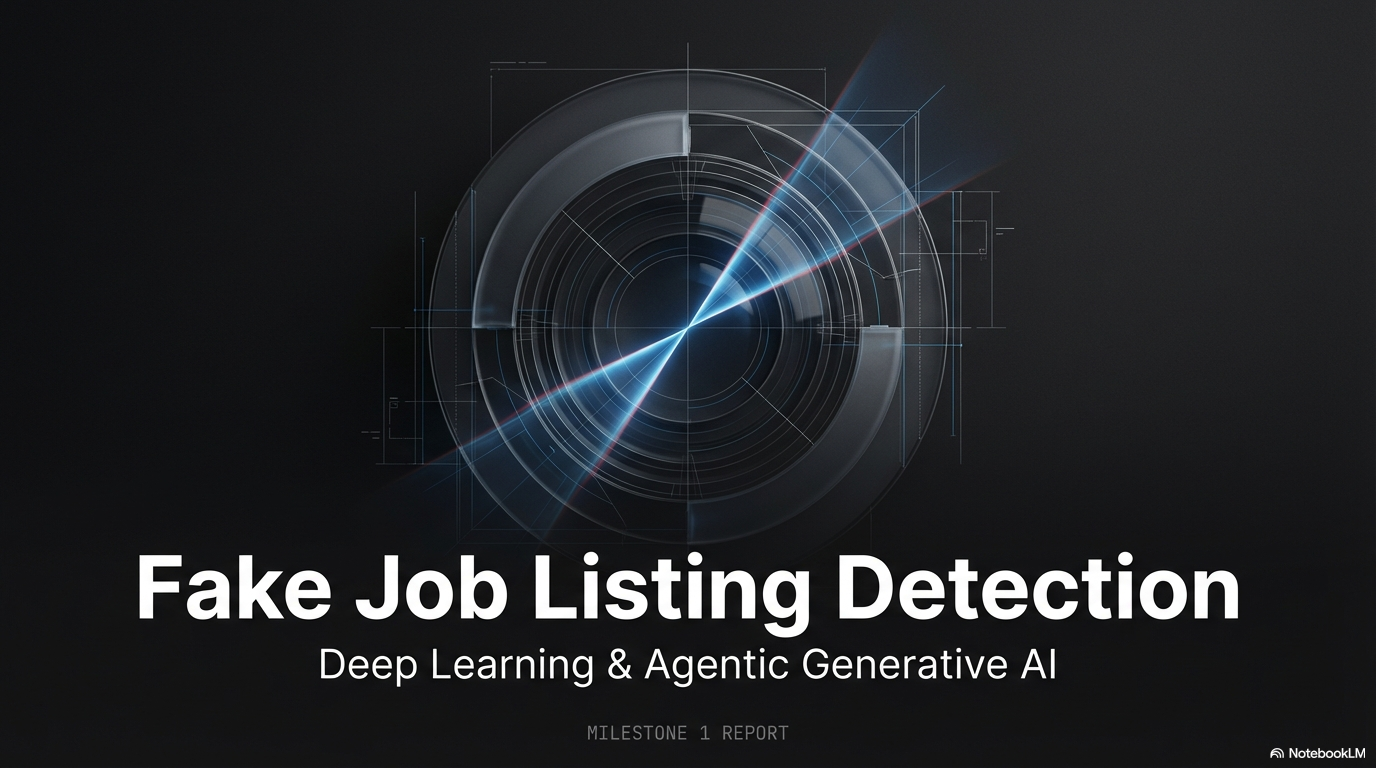 Fake Job Listing Detection
Deep Learning & Agentic Generative AI
MILESTONE 1 REPORT
NotebookLM